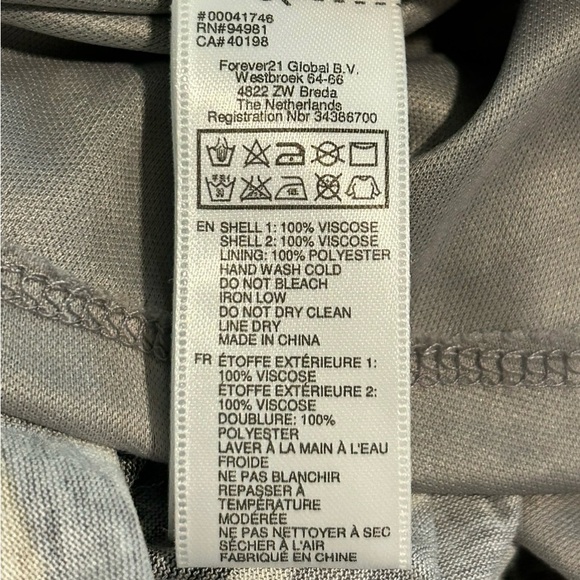 #00041746
RN#94981
CA#40198
Forever21 Global B.V.
Westbroek 64-66
4822 ZW Breda
The Netherlands
Registration Nbr 34386700
EN SHELL 1: 100% VISCOSE
SHELL 2: 100% VISCOSE
LINING: 100% POLYESTER
HAND WASH COLD
DO NOT BLEACH
IRON LOW
DO NOT DRY CLEAN
LINE DRY
MADE IN CHINA
FR ÉTOFFE EXTÉRIEURE 1:
100% VISCOSE
ÉTOFFE EXTÉRIEURE 2:
100% VISCOSE
DOUBLURE: 100%
POLYESTER
LAVER À LA MAIN À L'EAU
FROIDE
NE PAS BLANCHIR
REPASSER À
TEMPÉRATURE
MODÉRÉE
NE PAS NETTOYER À SEC
SÉCHER À L'AIR
FABRIQUÉ EN CHINE